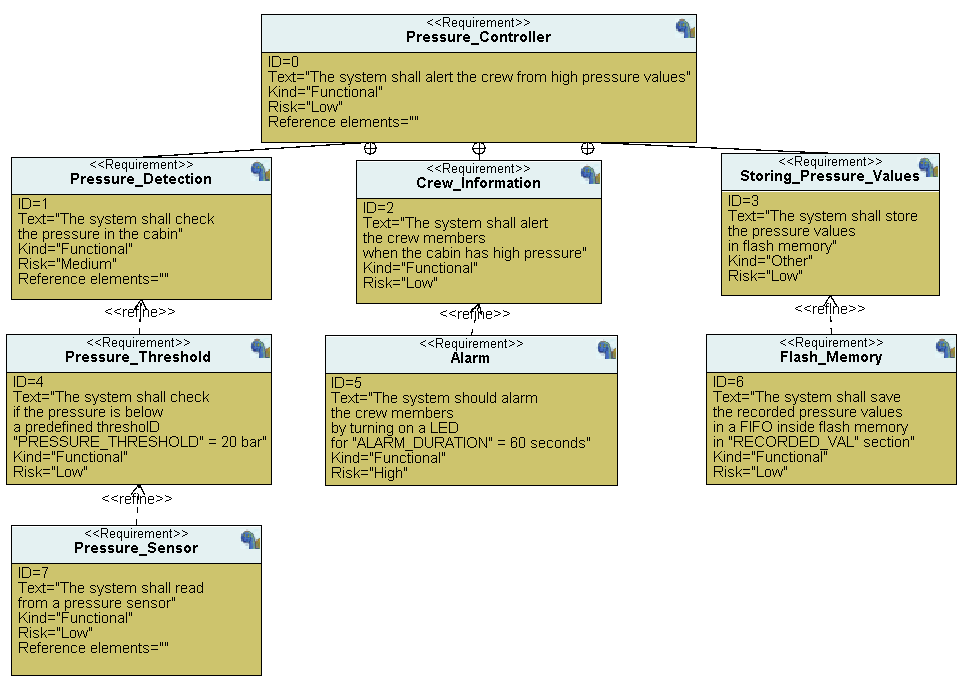 <<Requirement>>
Pressure_Controller
ID=0
Text="The system shall alert the crew from high pressure values"
Kind="Functional"
Risk="Low"
Reference elements=""
<<Requirement>>
Pressure_Detection
ID=1
Text="The system shall check
the pressure in the cabin"
Kind="Functional"
Risk="Medium"
Reference elements=""
<<Requirement>>
Crew_Information
ID=2
Text="The system shall alert
the crew members
when the cabin has high pressure"
Kind="Functional"
Risk="Low"
<<Requirement>>
Storing_Pressure_Values
ID=3
Text="The system shall store
the pressure values
in flash memory"
Kind="Other"
Risk="Low"
<<refine>>
<<refine>>
<<refine>>
<<Requirement>>
Pressure_Threshold
ID=4
Text="The system shall check
if the pressure is below
a predefined thresholD
"PRESSURE_THRESHOLD" = 20 bar"
Kind="Functional"
Risk="Low"
<<Requirement>>
Alarm
ID=5
Text="The system should alarm
the crew members
by turning on a LED
for "ALARM_DURATION" = 60 seconds"
Kind="Functional"
Risk="High"
<<Requirement>>
Flash_Memory
ID=6
Text="The system shall save
the recorded pressure values
in a FIFO inside flash memory
in "RECORDED_VAL" section"
Kind="Functional"
Risk="Low"
<<refine>>
<<Requirement>>
Pressure_Sensor
ID=7
Text="The system shall read
from a pressure sensor"
Kind="Functional"
Risk="Low"
Reference elements=""